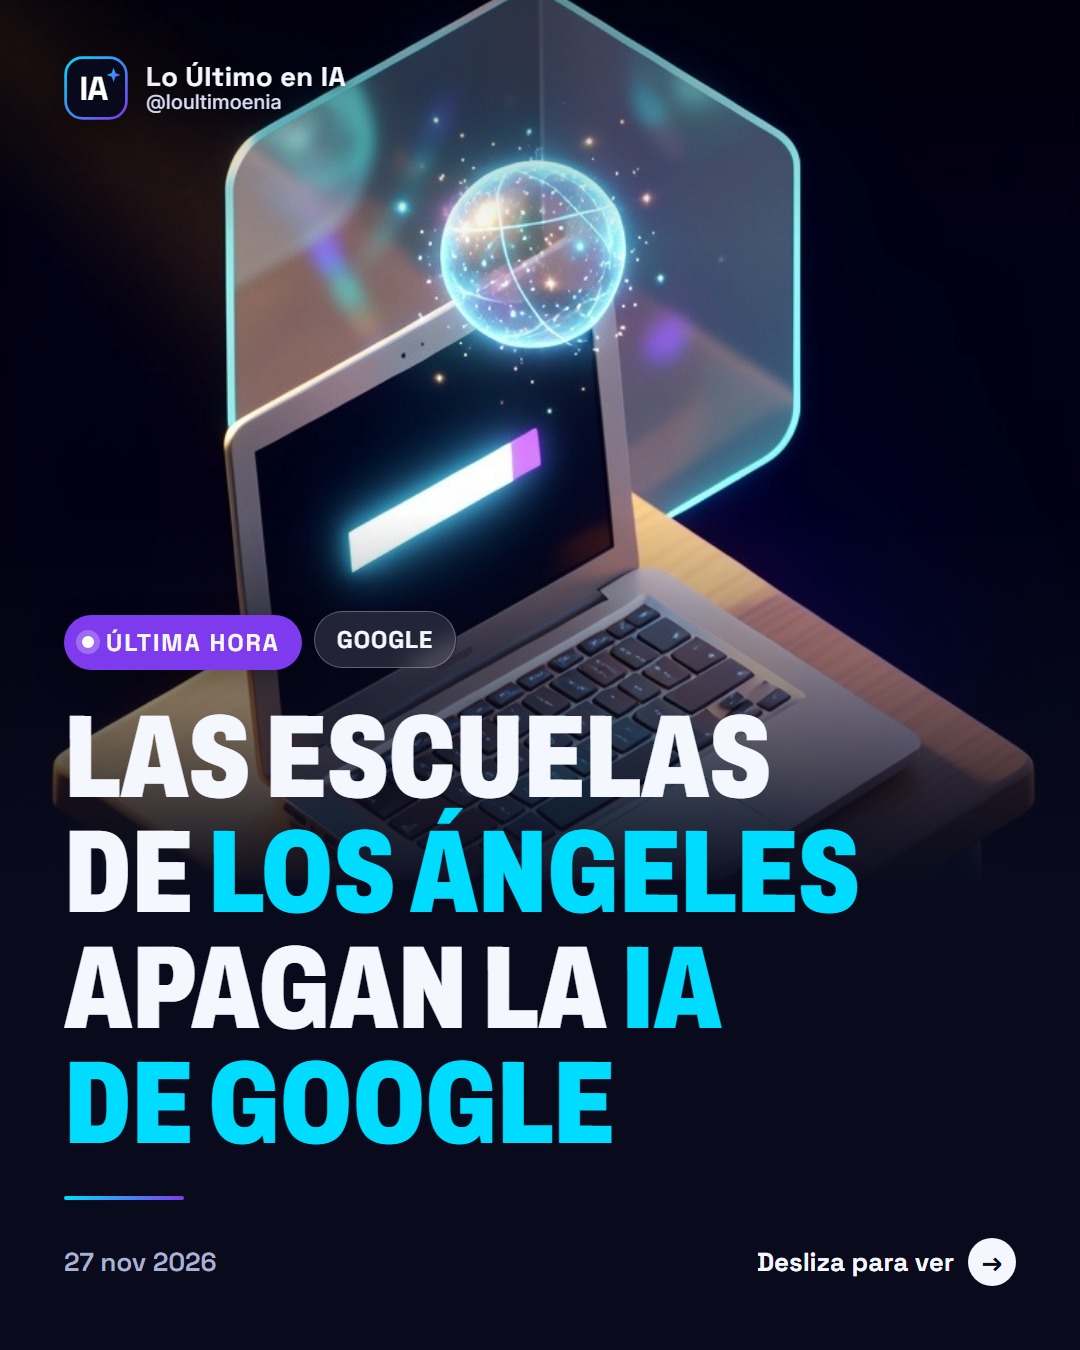 IA
Lo Último en IA
@loultimoenia
ÚLTIMA HORA
GOOGLE
LAS ESCUELAS
DE LOS ÁNGELES
APAGAN LA IA
DE GOOGLE
27 nov 2026
Desliza para ver →